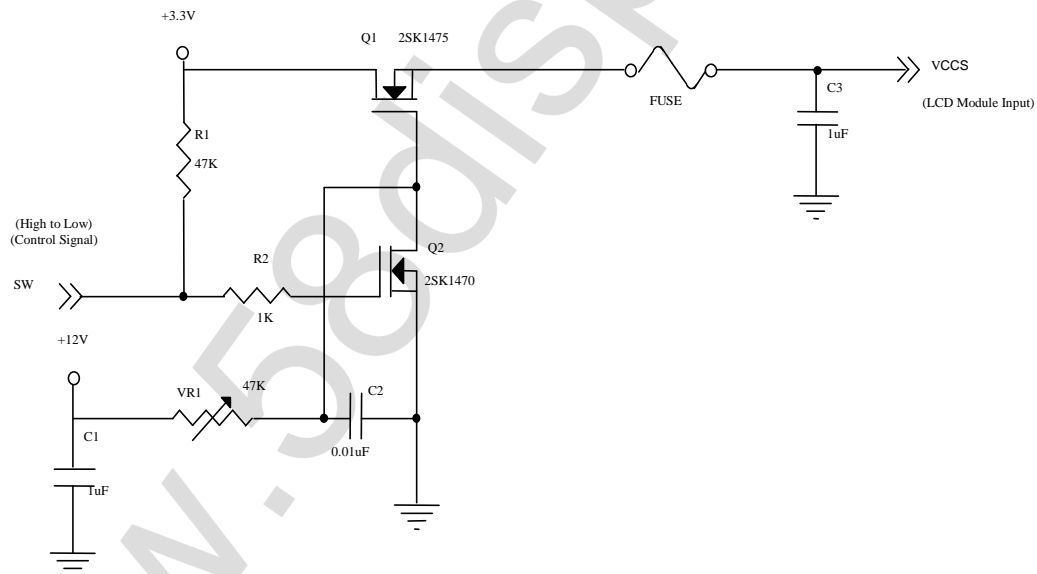 +3.3V
Q1 2SK1475
VCCS
FUSE
C3
(LCD Module Input)
1uF
R1
47K
(High to Low)
(Control Signal)
Q2
R2
2SK1470
SW
1K
+12V
VR1
47K
C2
C1
0.01uF
1uF
w.58disp